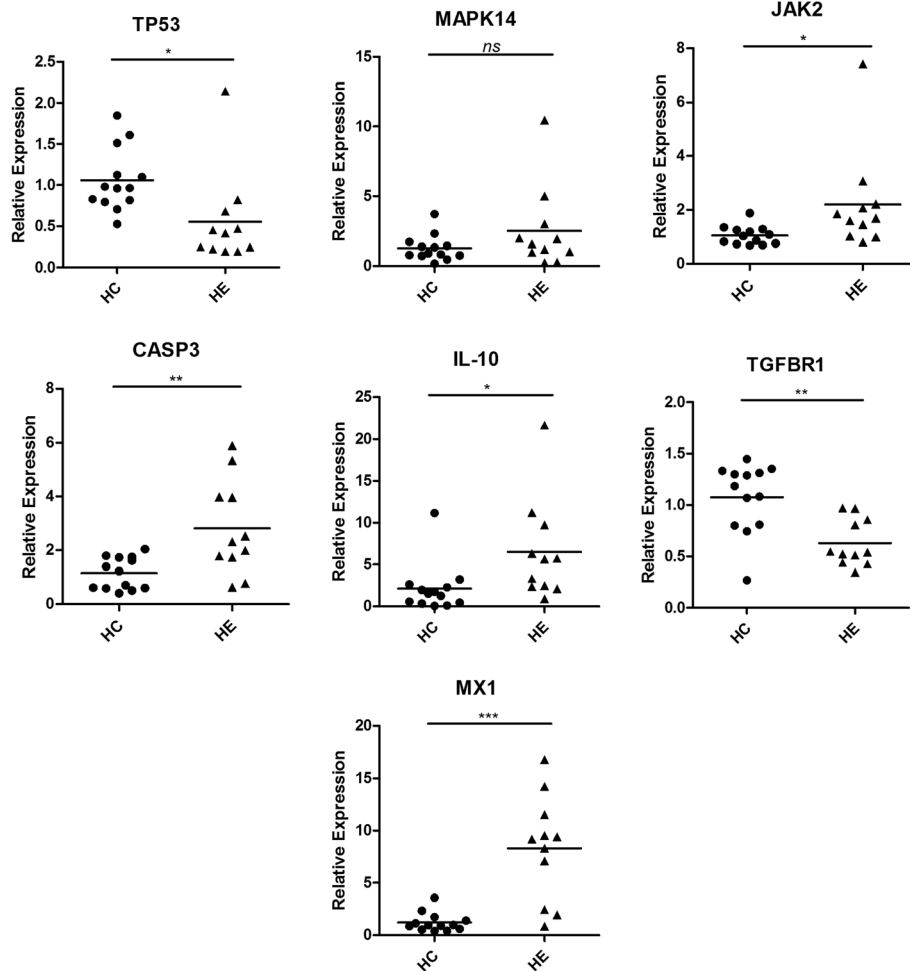 TP53
*
Relative Expression
2.5
2.0
1.5
1.0
0.5
0.0
HC
HE
MAPK14
ns
Relative Expression
15
10
5
0
HC
HE
JAK2
*
Relative Expression
8
6
4
2
0
HC
HE
CASP3
**
Relative Expression
8
6
4
2
0
HC
HE
IL-10
*
Relative Expression
25
20
15
10
5
0
HC
HE
TGFBR1
**
Relative Expression
2.0
1.5
1.0
0.5
0.0
HC
HE
MX1
***
Relative Expression
20
15
10
5
0
HC
HE